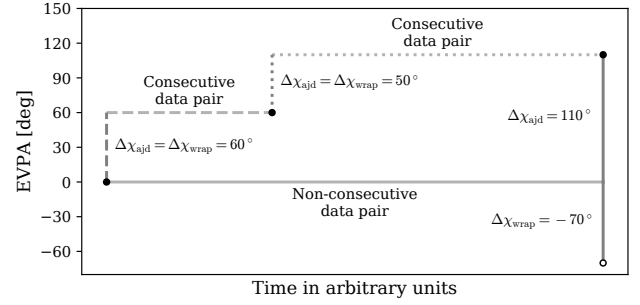 150
120
90
60
30
0
−30
−60
EVPA [deg]
Time in arbitrary units
Consecutive
data pair
Consecutive
data pair
Δχajd = Δχwrap = 50°
Δχajd = Δχwrap = 60°
Δχajd = 110°
Non-consecutive
data pair
Δχwrap = −70°